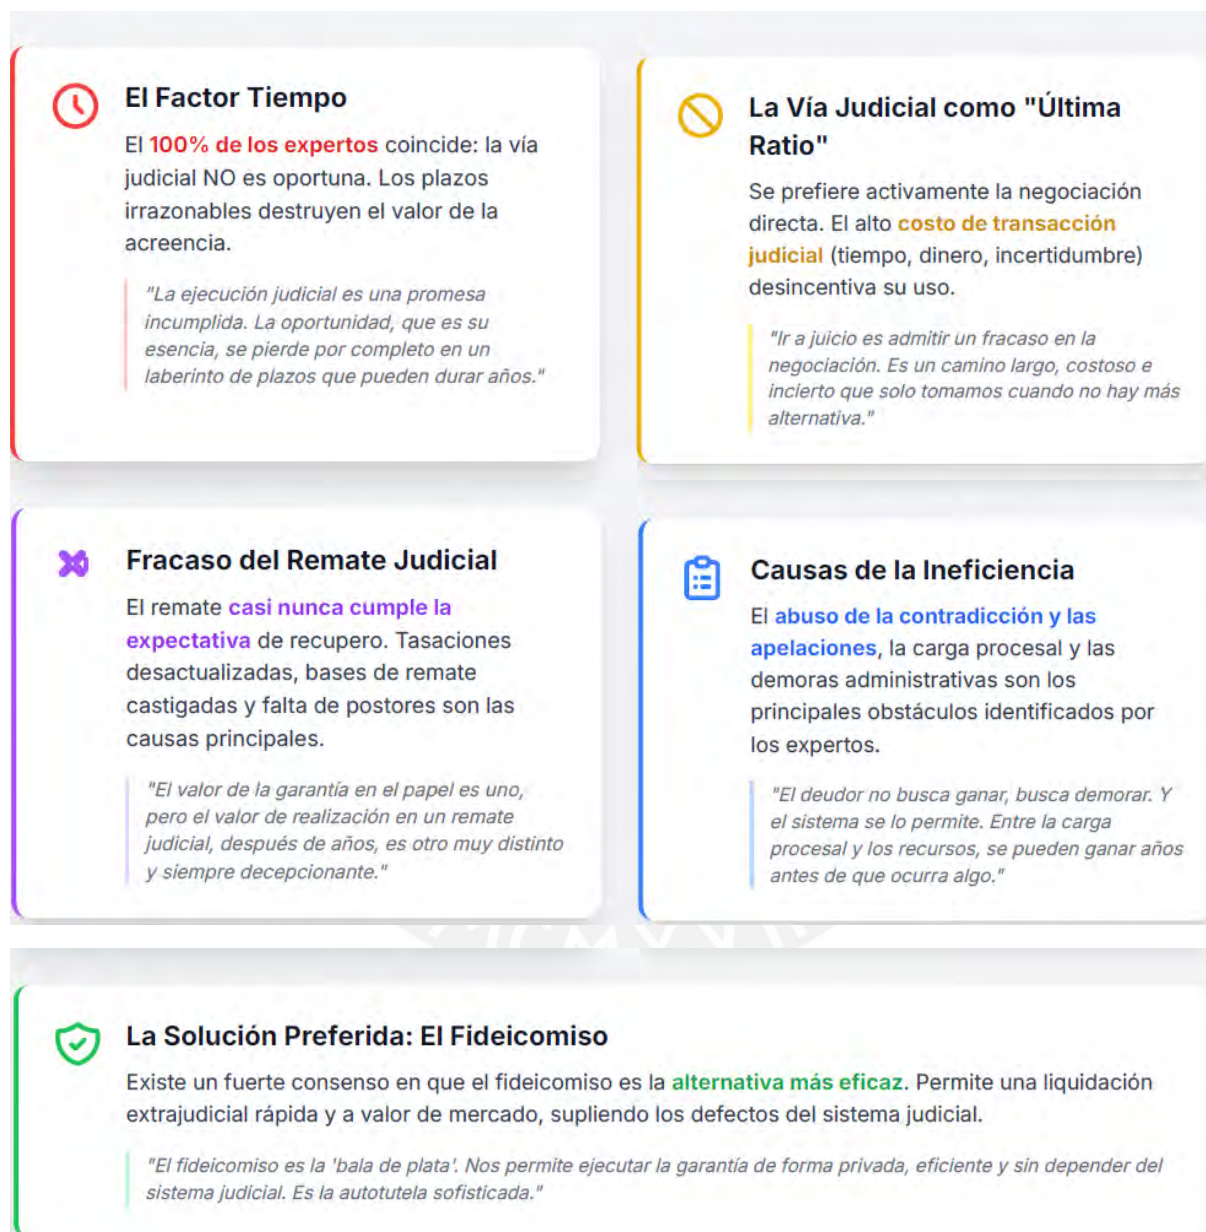 El Factor Tiempo
El 100% de los expertos coincide: la vía
judicial NO es oportuna. Los plazos
irrazonables destruyen el valor de la
acreencia.
"La ejecución judicial es una promesa
incumplida. La oportunidad, que es su
esencia, se pierde por completo en un
laberinto de plazos que pueden durar años."
La Vía Judicial como "Última
Ratio"
Se prefiere activamente la negociación
directa. El alto costo de transacción
judicial (tiempo, dinero, incertidumbre)
desincentiva su uso.
"Ir a juicio es admitir un fracaso en la
negociación. Es un camino largo, costoso e
incierto que solo tomamos cuando no hay más
alternativa."
Fracaso del Remate Judicial
El remate casi nunca cumple la
expectativa de recupero. Tasaciones
desactualizadas, bases de remate
castigadas y falta de postores son las
causas principales.
"El valor de la garantía en el papel es uno,
pero el valor de realización en un remate
judicial, después de años, es otro muy distinto
y siempre decepcionante."
Causas de la Ineficiencia
El abuso de la contradicción y las
apelaciones, la carga procesal y las
demoras administrativas son los
principales obstáculos identificados por
los expertos.
"El deudor no busca ganar, busca demorar. Y
el sistema se lo permite. Entre la carga
procesal y los recursos, se pueden ganar años
antes de que ocurra algo."
La Solución Preferida: El Fideicomiso
Existe un fuerte consenso en que el fideicomiso es la alternativa más eficaz. Permite una liquidación
extrajudicial rápida y a valor de mercado, supliendo los defectos del sistema judicial.
"El fideicomiso es la 'bala de plata'. Nos permite ejecutar la garantía de forma privada, eficiente y sin depender del
sistema judicial. Es la autotutela sofisticada."